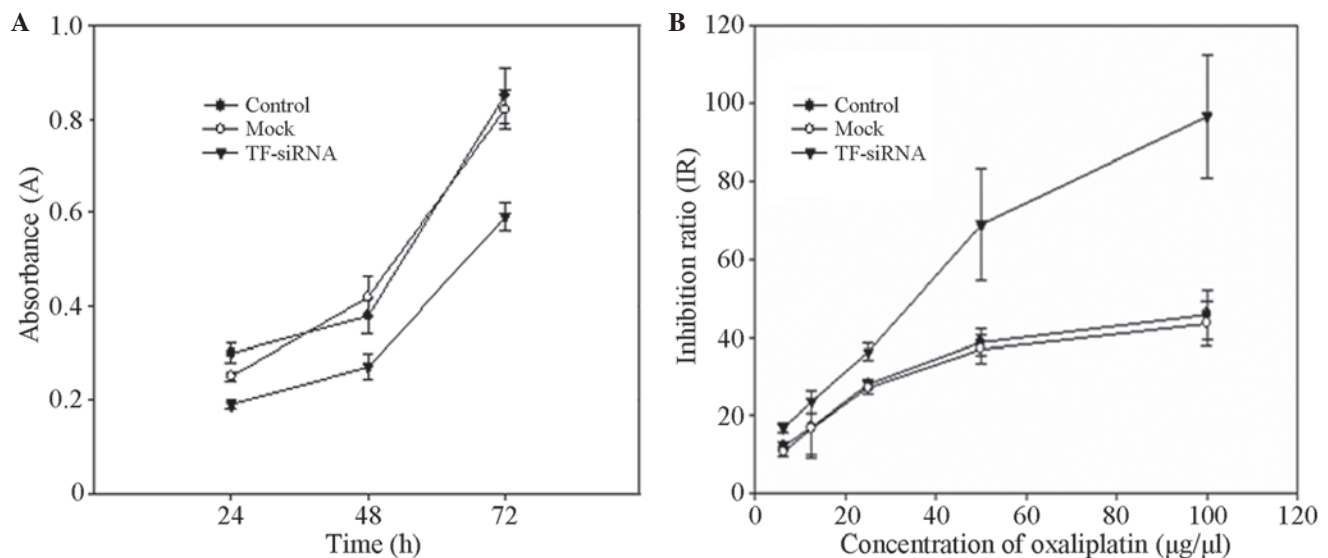 A
1.0
0.8
0.6
0.4
0.2
0
Absorbance (A)
Control
Mock
TF-siRNA
24 48 72
Time (h)
B
120
100
80
60
40
20
0
Inhibition ratio (IR)
Control
Mock
TF-siRNA
0 20 40 60 80 100 120
Concentration of oxaliplatin (µg/µl)